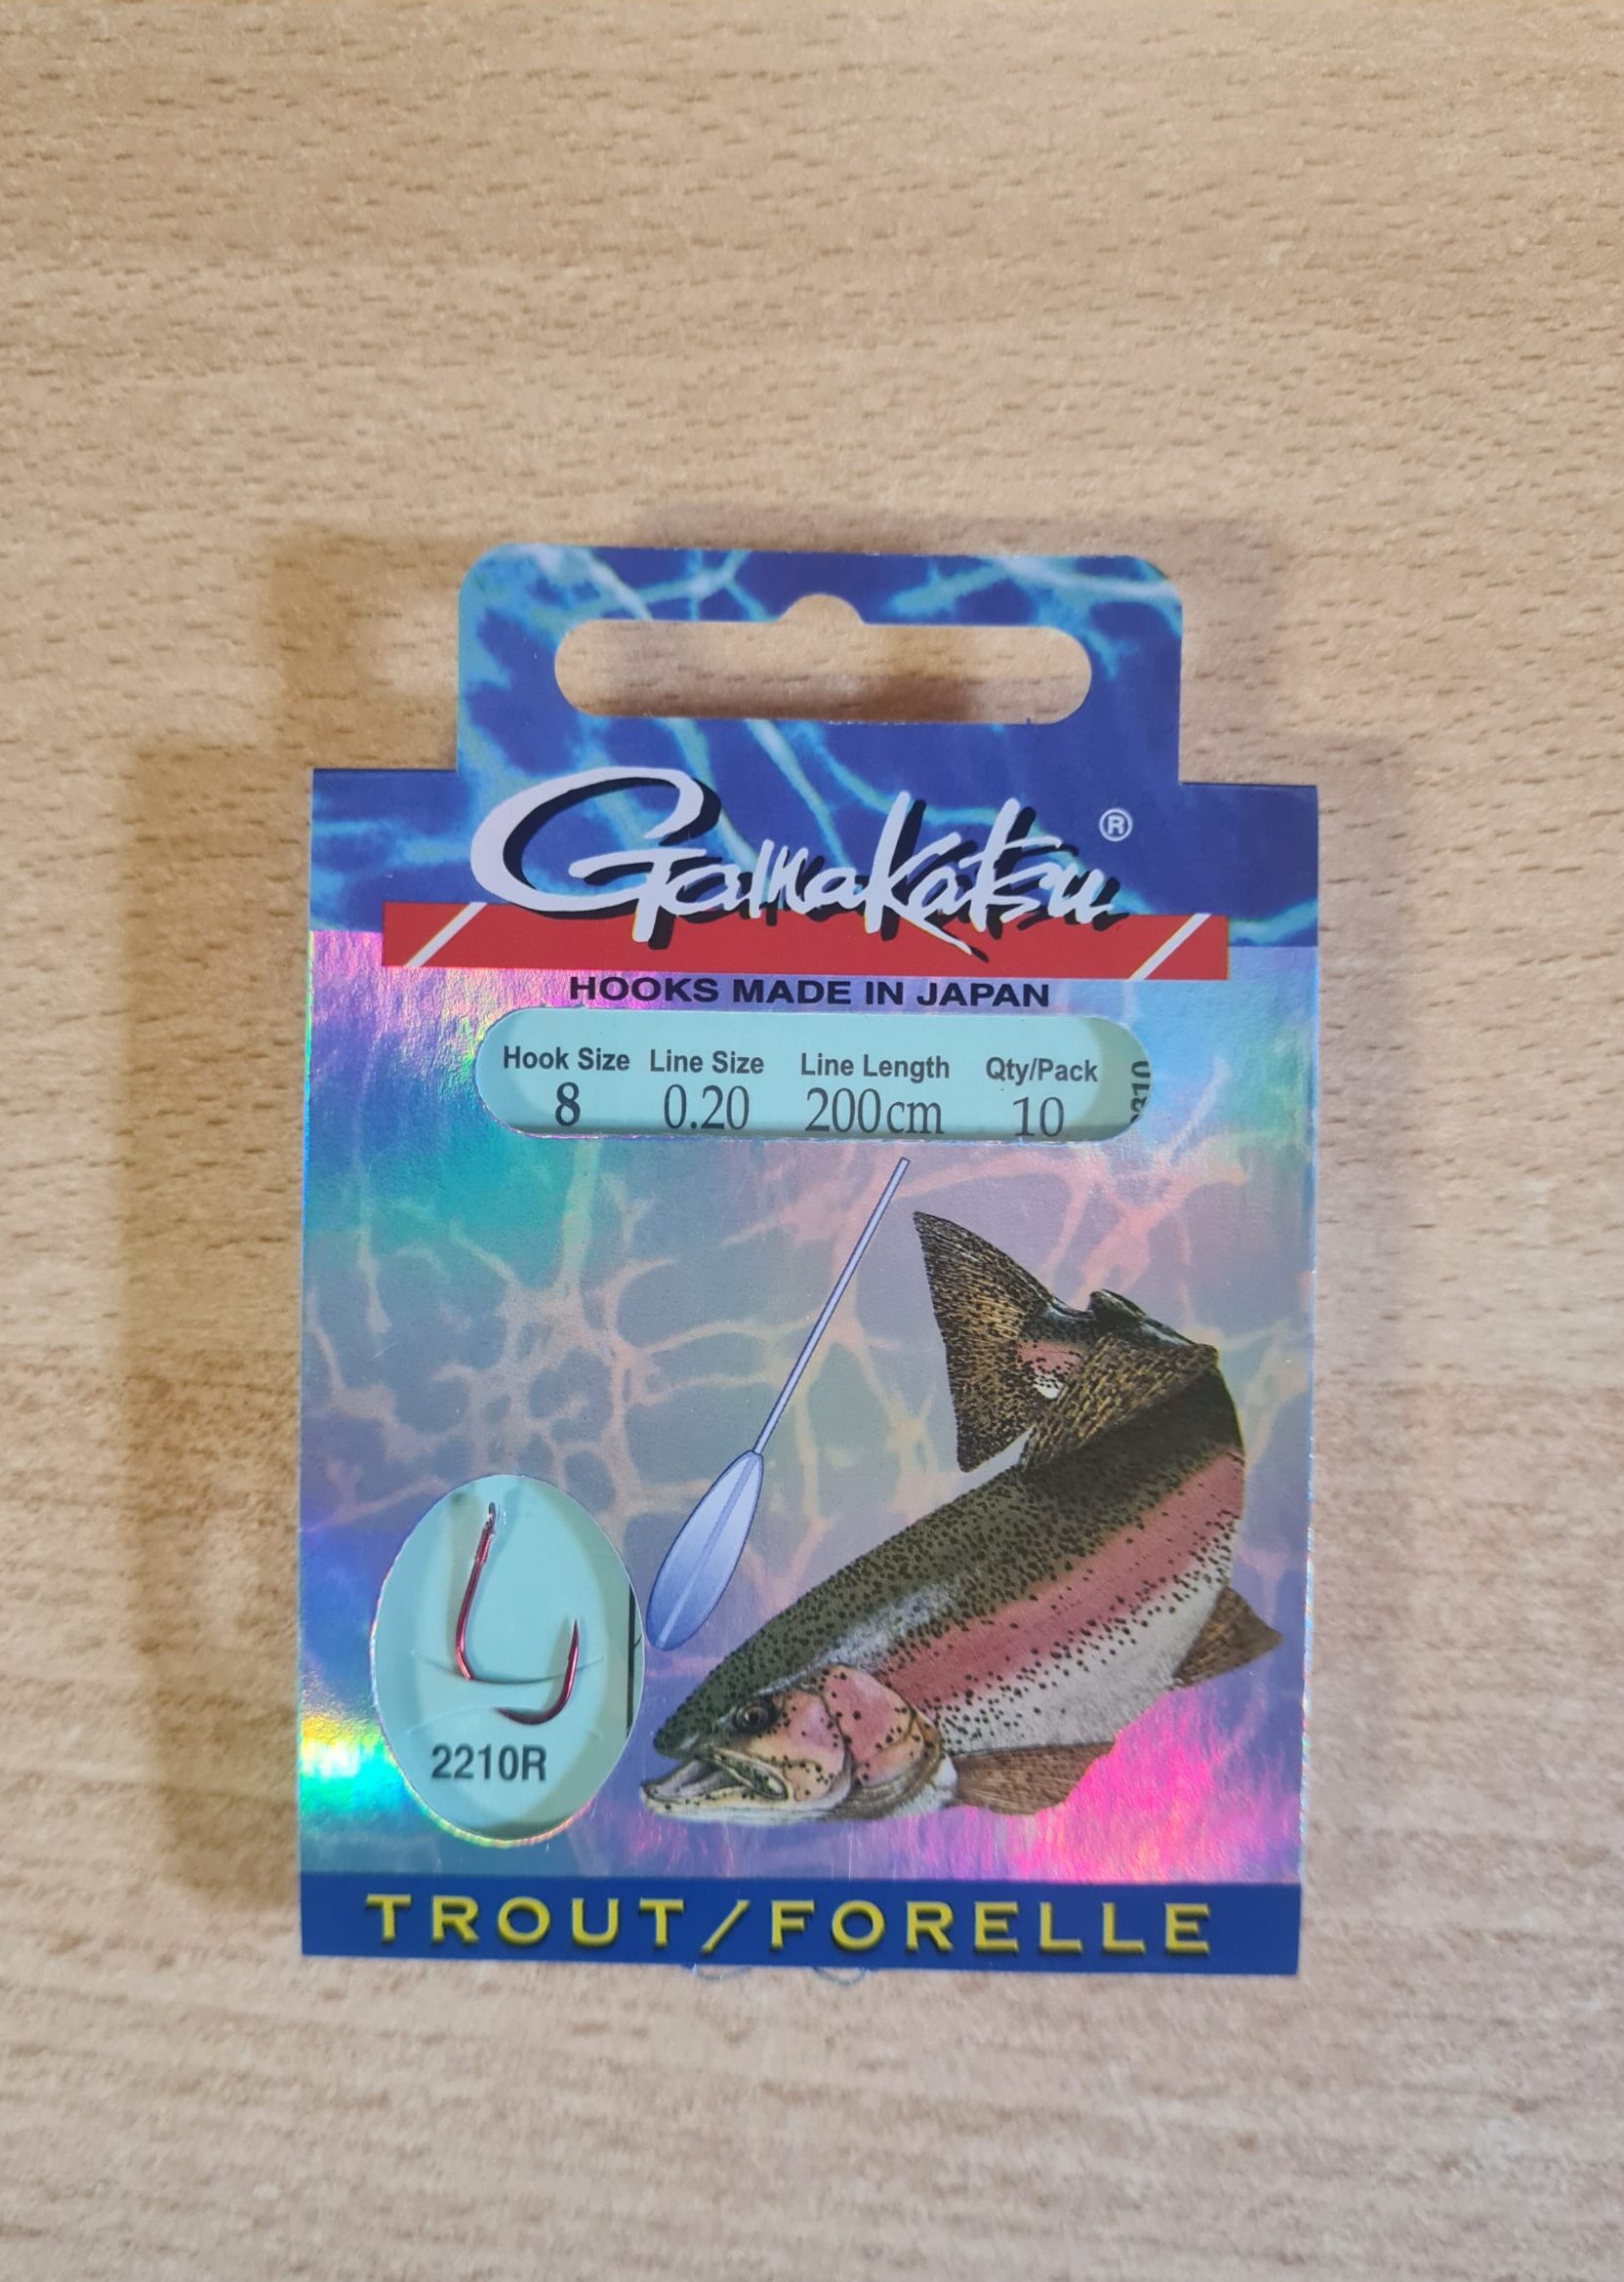 Gamakatsu ®
HOOKS MADE IN JAPAN
Hook Size Line Size Line Length Qty/Pack
8 0.20 200cm 10
2210R
TROUT/FORELLE